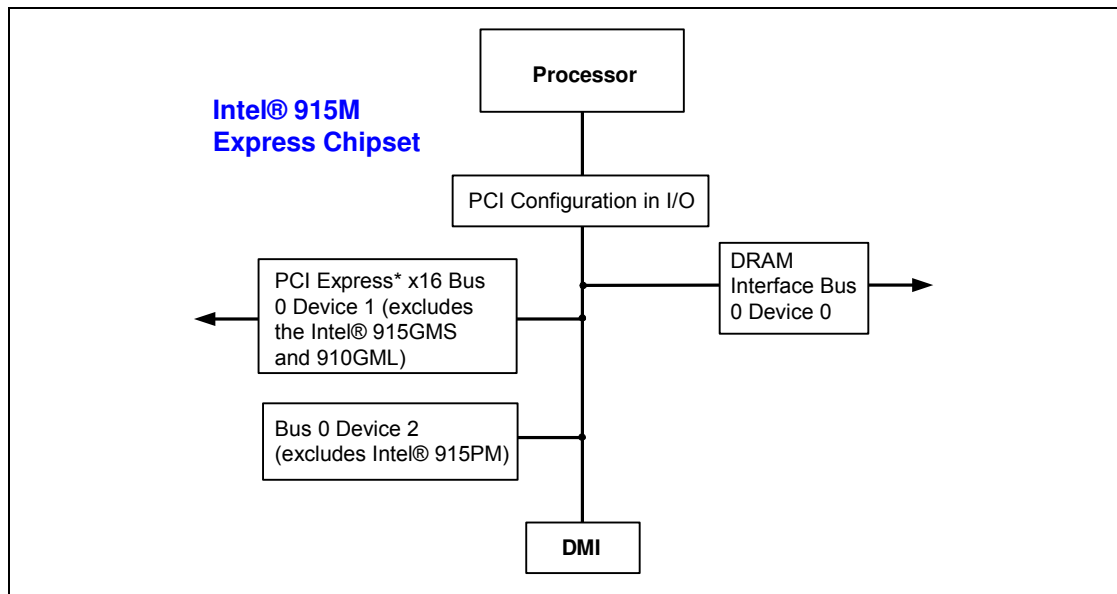 Processor
Intel® 915M
Express Chipset
PCI Configuration in I/O
DRAM
Interface Bus
0 Device 0
PCI Express* x16 Bus
0 Device 1 (excludes
the Intel® 915GMS
and 910GML)
Bus 0 Device 2
(excludes Intel® 915PM)
DMI